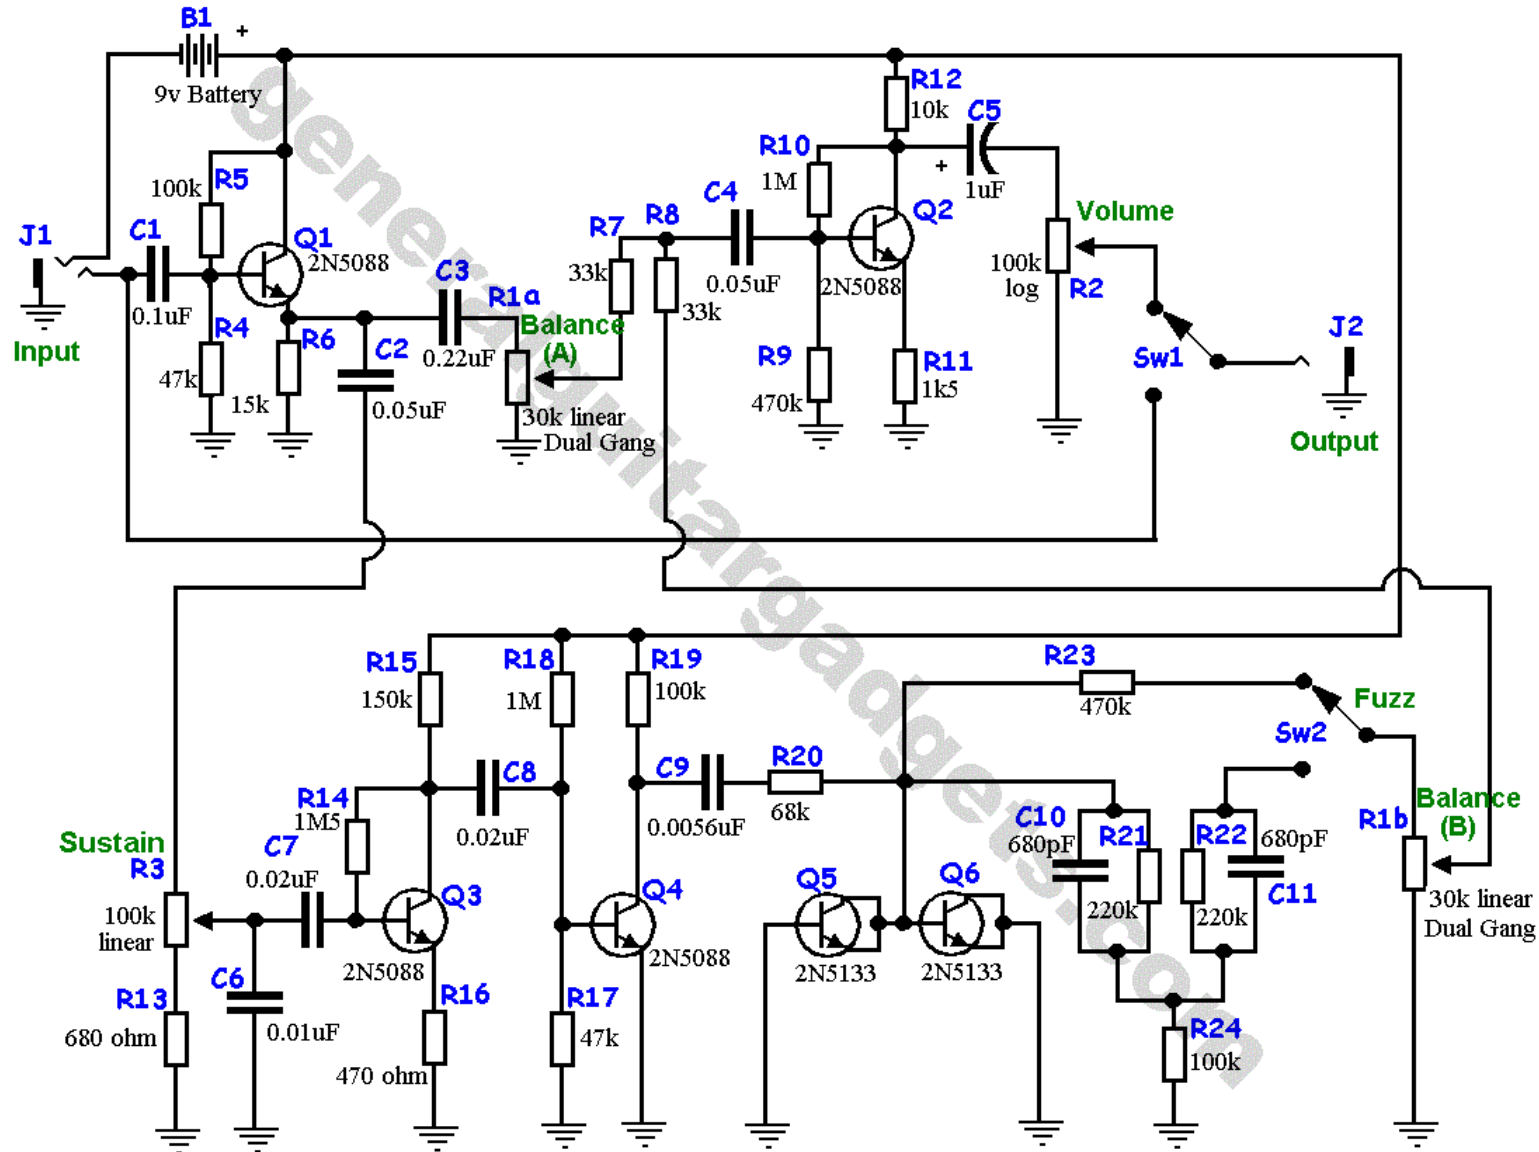 B1
+
9v Battery
R12
10k
C5
+
1uF
R10
1M
R5
100k
C4
0.05uF
Q2
2N5088
R7
33k
R8
33k
Volume
100k
log
R2
J1
C1
0.1uF
Q1
2N5088
C3
0.22uF
R1a
Balance
(A)
30k linear
Dual Gang
Input
R4
47k
R6
15k
C2
0.05uF
R9
470k
R11
1k5
Sw1
J2
Output
generalguitargadgets.com
R15
150k
R18
1M
R19
100k
R23
470k
Fuzz
Sw2
C8
0.02uF
C9
0.0056uF
R20
68k
R14
1M5
Sustain
R3
100k
linear
C7
0.02uF
Q3
2N5088
Q4
2N5088
Q5
2N5133
Q6
2N5133
C10
680pF
R21
220k
R22
220k
680pF
C11
Balance
(B)
R1b
30k linear
Dual Gang
C6
0.01uF
R13
680 ohm
R16
470 ohm
R17
47k
R24
100k